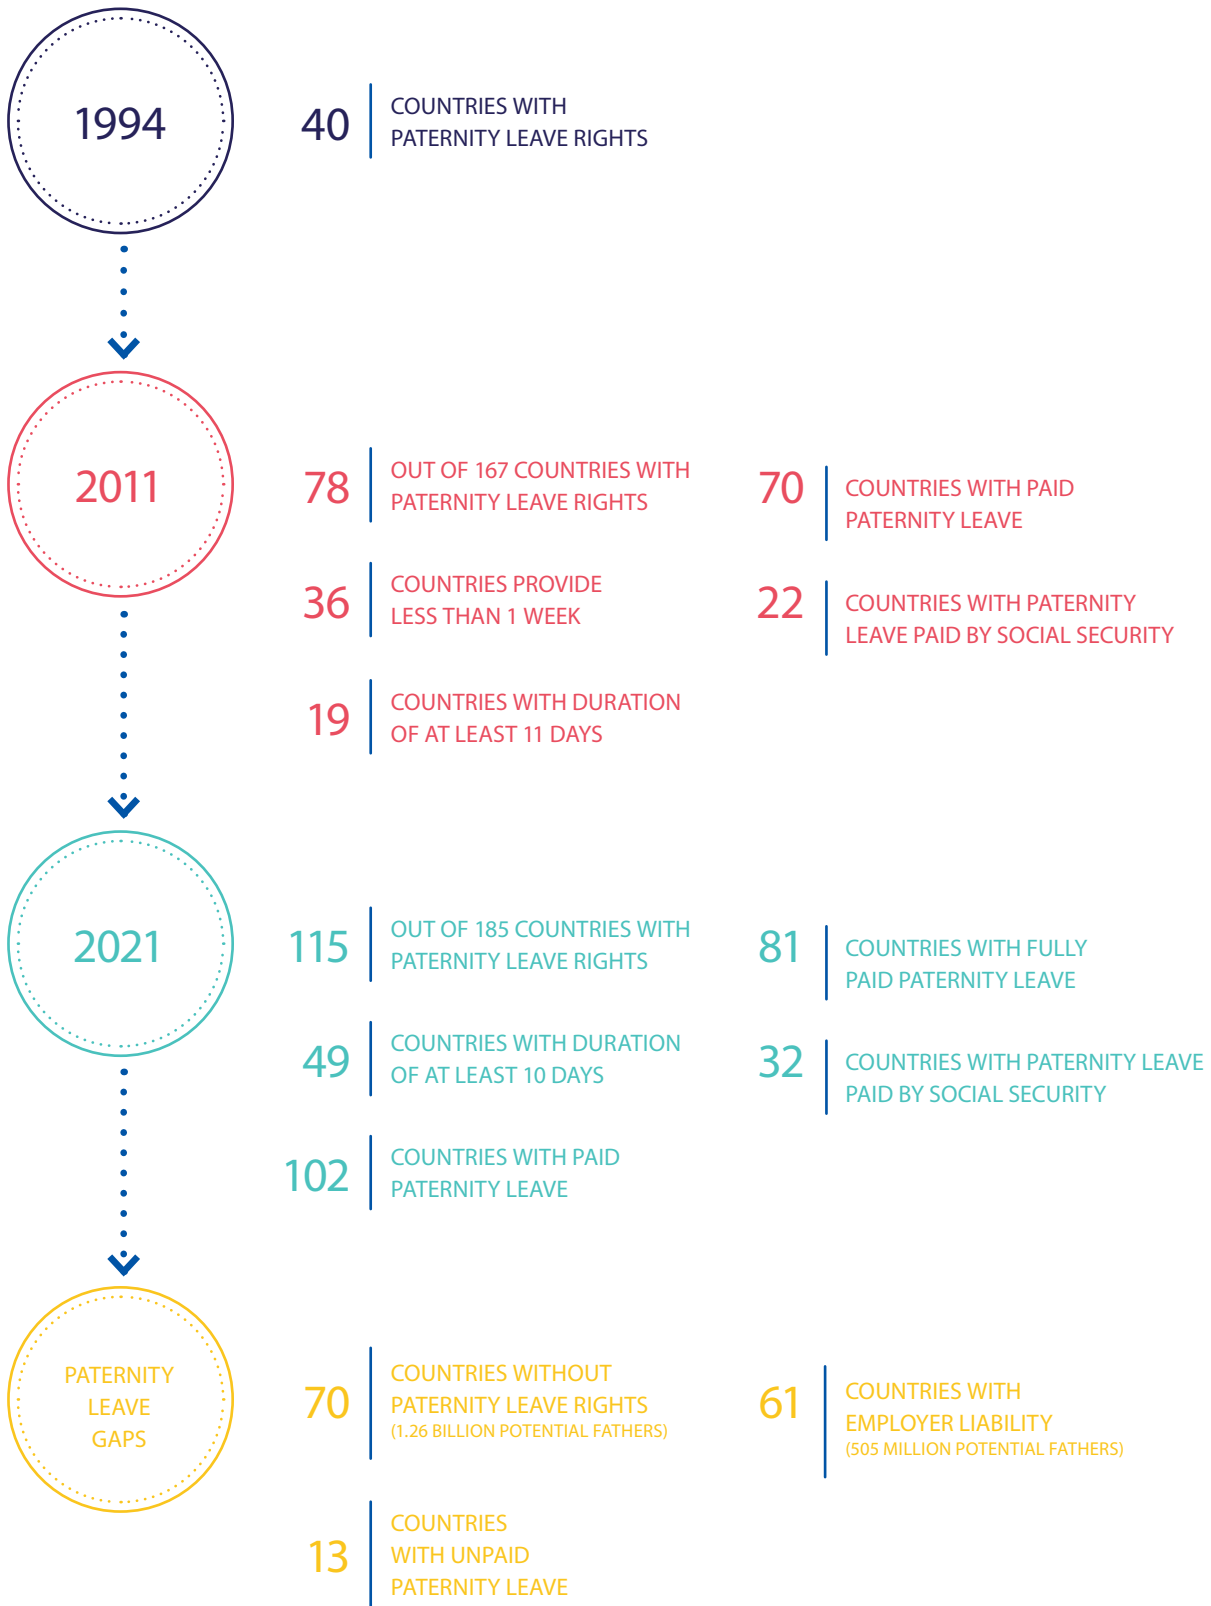 1994
40
COUNTRIES WITH
PATERNITY LEAVE RIGHTS
2011
78
OUT OF 167 COUNTRIES WITH
PATERNITY LEAVE RIGHTS
70
COUNTRIES WITH PAID
PATERNITY LEAVE
36
COUNTRIES PROVIDE
LESS THAN 1 WEEK
22
COUNTRIES WITH PATERNITY
LEAVE PAID BY SOCIAL SECURITY
19
COUNTRIES WITH DURATION
OF AT LEAST 11 DAYS
2021
115
OUT OF 185 COUNTRIES WITH
PATERNITY LEAVE RIGHTS
81
COUNTRIES WITH FULLY
PAID PATERNITY LEAVE
49
COUNTRIES WITH DURATION
OF AT LEAST 10 DAYS
32
COUNTRIES WITH PATERNITY LEAVE
PAID BY SOCIAL SECURITY
102
COUNTRIES WITH PAID
PATERNITY LEAVE
PATERNITY
LEAVE
GAPS
70
COUNTRIES WITHOUT
PATERNITY LEAVE RIGHTS
(1.26 BILLION POTENTIAL FATHERS)
61
COUNTRIES WITH
EMPLOYER LIABILITY
(505 MILLION POTENTIAL FATHERS)
13
COUNTRIES
WITH UNPAID
PATERNITY LEAVE